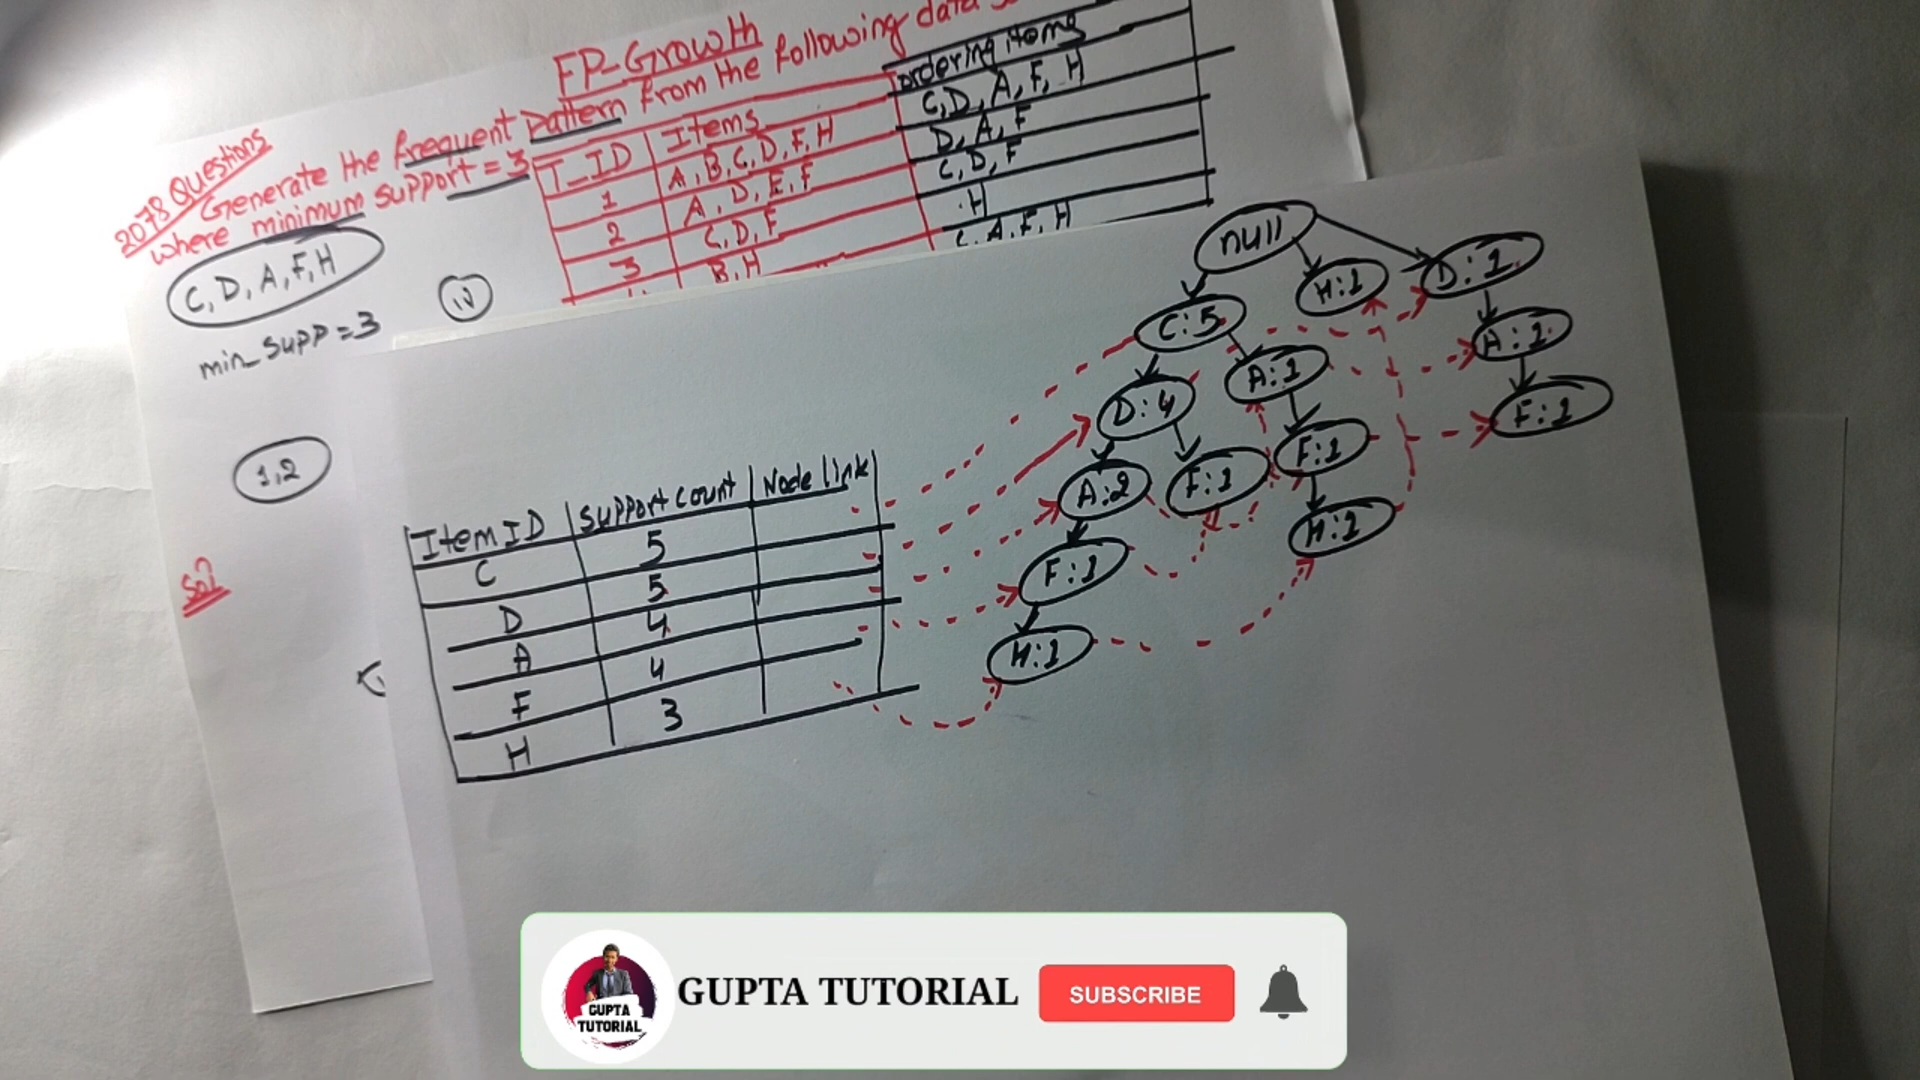 FP-Growth
2078 Questions
Generate the frequent pattern from the following data
where minimum support = 3
T_ID Items ordering items
1 A, B, C, D, F, H C, D, A, F, H
2 A, D, E, F D, A, F
3 C, D, F C, D, F
B, H H
C, A, F, H
C, D, A, F, H
min_supp = 3
iv
1,2
Sol
Item ID support count Node link
C 5
D 5
A 4
F 4
H 3
null
C:5 H:1 D:1
D:4 A:1 A:1
A:2 F:1 F:1 F:1
F:1 H:1
H:1
GUPTA TUTORIAL
GUPTA TUTORIAL SUBSCRIBE